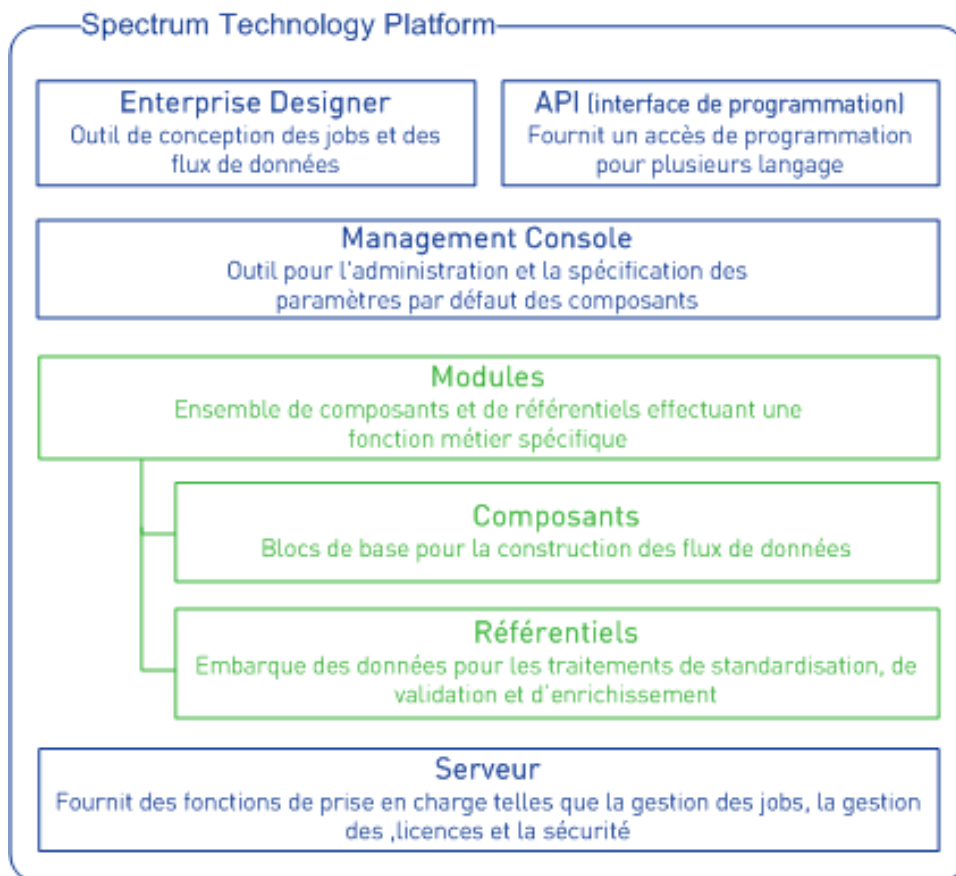 Spectrum Technology Platform
Enterprise Designer
Outil de conception des jobs et des
flux de données
API (interface de programmation)
Fournit un accès de programmation
pour plusieurs langage
Management Console
Outil pour l'administration et la spécification des
paramètres par défaut des composants
Modules
Ensemble de composants et de référentiels effectuant une
fonction métier spécifique
Composants
Blocs de base pour la construction des flux de données
Référentiels
Embarque des données pour les traitements de standardisation, de
validation et d'enrichissement
Serveur
Fournit des fonctions de prise en charge telles que la gestion des jobs, la gestion
des ,licences et la sécurité